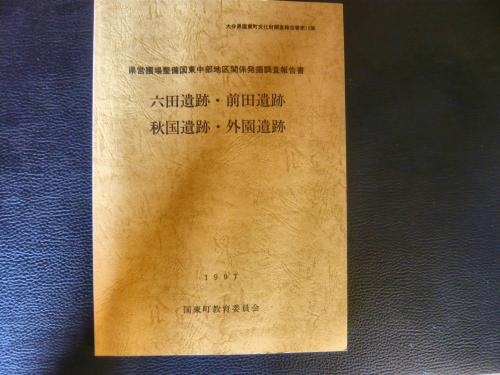 大分県国東町文化財調査報告書第15集
県営圃場整備国東中部地区関係発掘調査報告書
六田遺跡・前田遺跡
秋国遺跡・外園遺跡
1997
国東町教育委員会